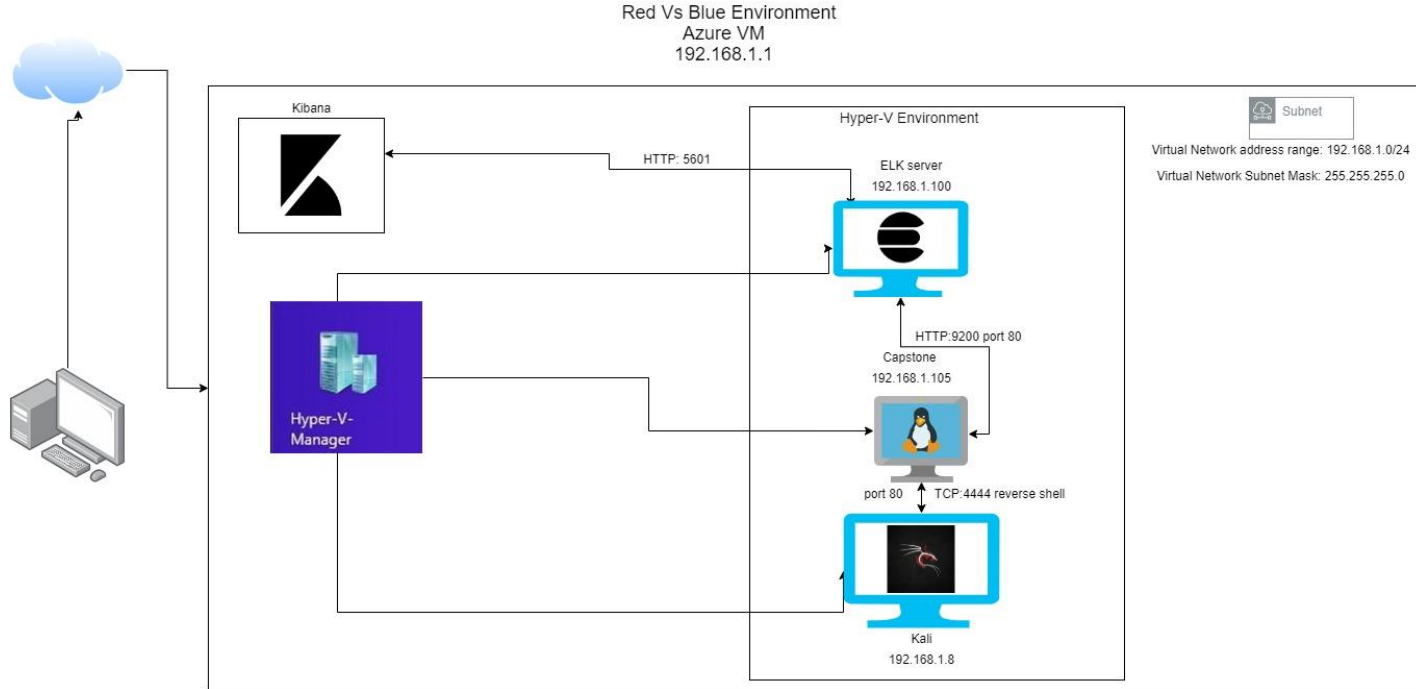 Red Vs Blue Environment
Azure VM
192.168.1.1
Kibana
HTTP: 5601
Hyper-V Environment
ELK server
192.168.1.100
Subnet
Virtual Network address range: 192.168.1.0/24
Virtual Network Subnet Mask: 255.255.255.0
HTTP:9200 port 80
Capstone
192.168.1.105
Hyper-V-
Manager
port 80
TCP:4444 reverse shell
Kali
192.168.1.8